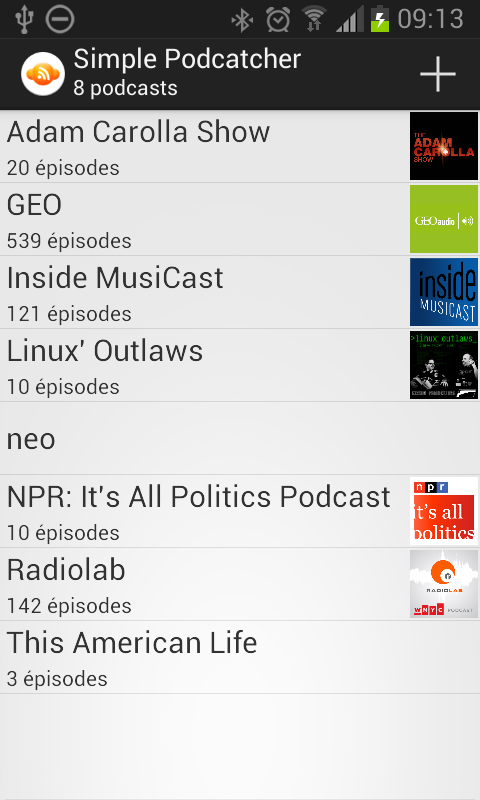 09:13
Simple Podcatcher
8 podcasts
Adam Carolla Show
20 épisodes
THE
ADAM
CAROLLA
SHOW
GEO
539 épisodes
GEOaudio
Inside MusiCast
121 épisodes
inside
MUSICAST
Linux' Outlaws
10 épisodes
>linux outlaws_
neo
NPR: It's All Politics Podcast
10 épisodes
npr
it's all
politics
Radiolab
142 épisodes
RADIOLAB
WNYC PODCAST
This American Life
3 épisodes